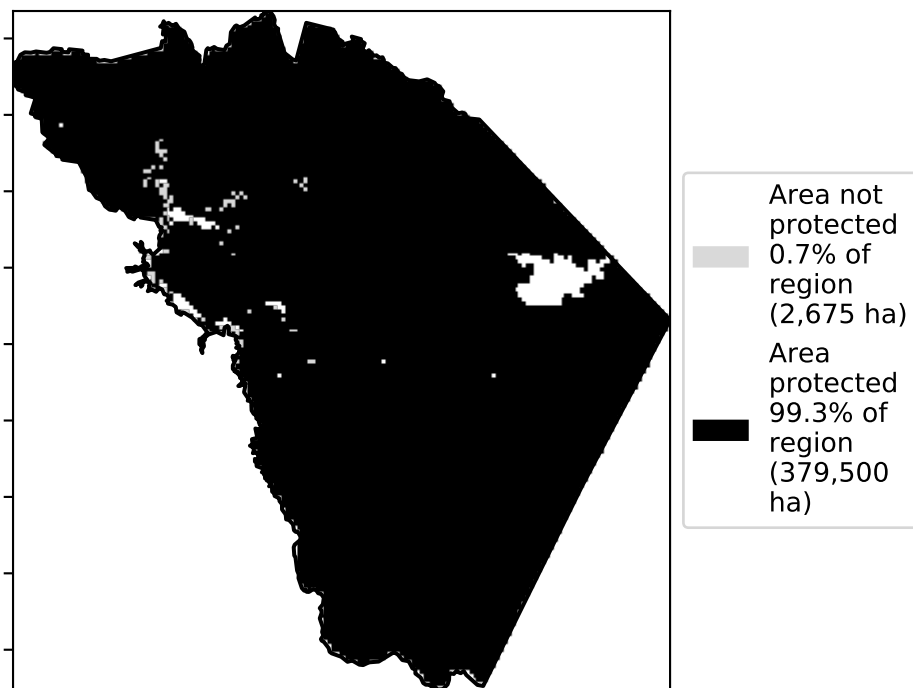 Area not
protected
0.7% of
region
(2,675 ha)
Area
protected
99.3% of
region
(379,500
ha)